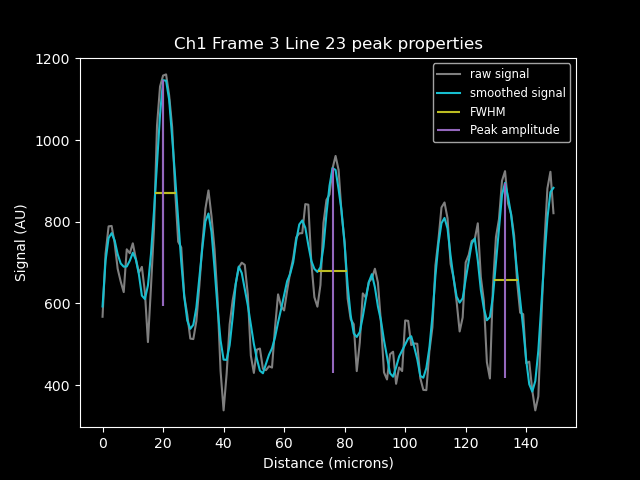 Ch1 Frame 3 Line 23 peak properties
raw signal
smoothed signal
FWHM
Peak amplitude
1200
1000
800
600
400
Signal (AU)
0 20 40 60 80 100 120 140
Distance (microns)